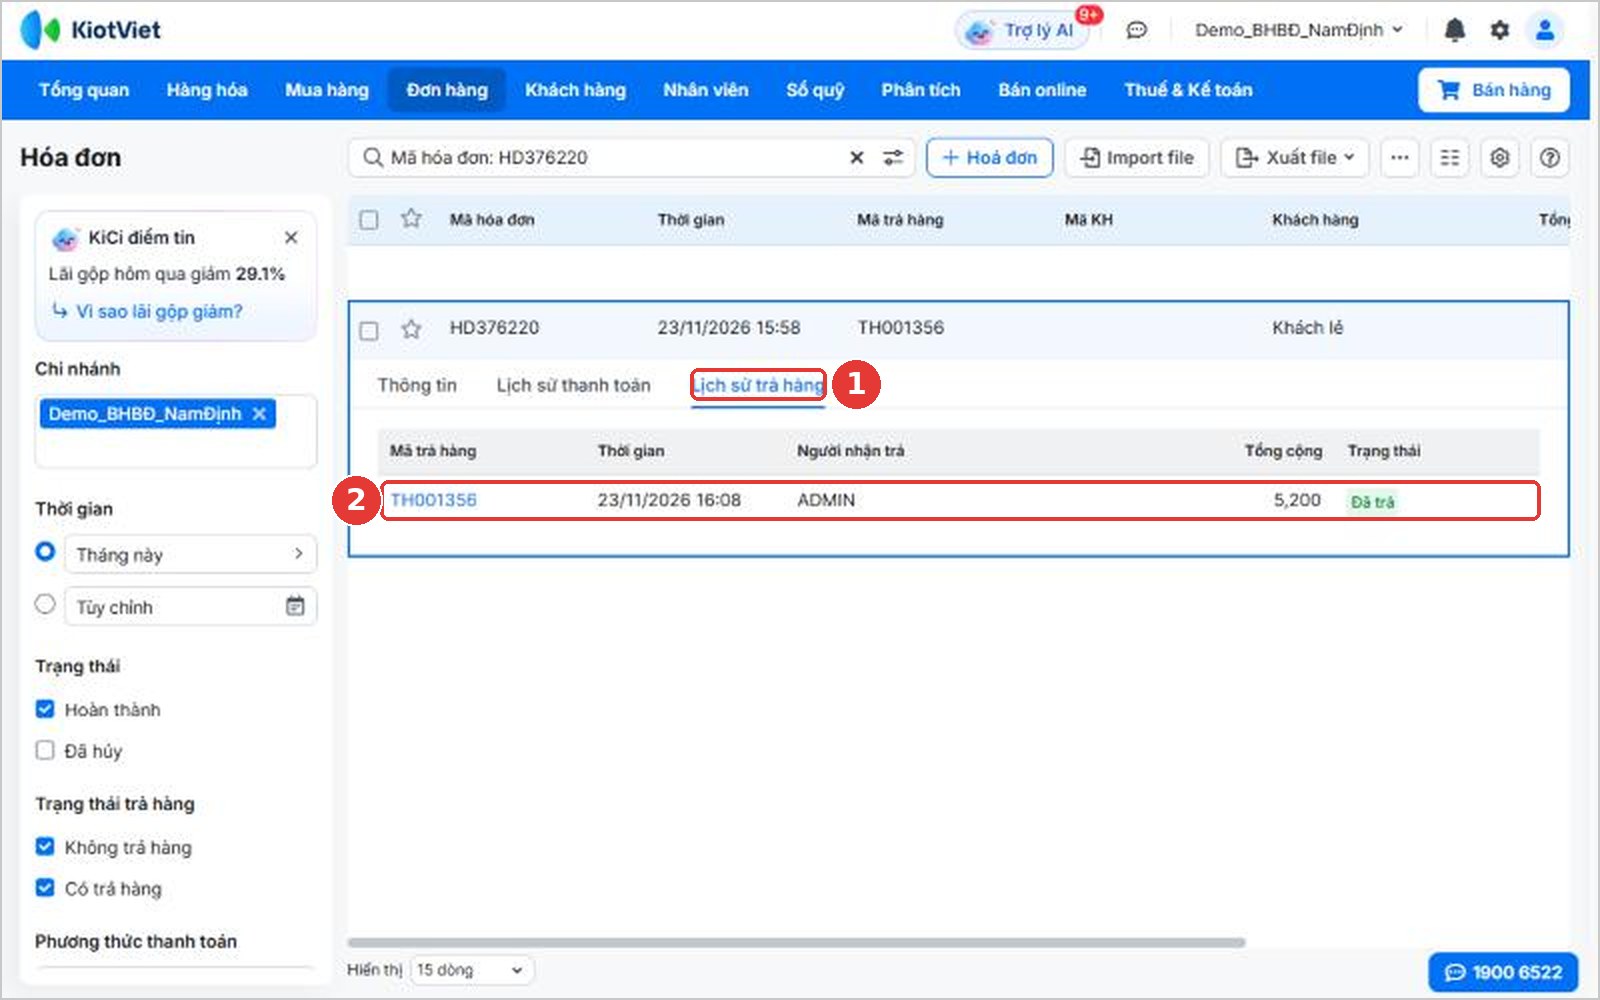 KiotViet
Trợ lý AI
9+
Demo_BHBĐ_NamĐịnh
Tổng quan
Hàng hóa
Mua hàng
Đơn hàng
Khách hàng
Nhân viên
Sổ quỹ
Phân tích
Bán online
Thuế & Kế toán
Bán hàng
Hóa đơn
Mã hóa đơn: HD376220
+ Hoá đơn
Import file
Xuất file
KiCi điểm tin
Lãi gộp hôm qua giảm 29.1%
Vì sao lãi gộp giảm?
Chi nhánh
Demo_BHBĐ_NamĐịnh
Thời gian
Tháng này
Tùy chỉnh
Trạng thái
Hoàn thành
Đã hủy
Trạng thái trả hàng
Không trả hàng
Có trả hàng
Phương thức thanh toán
Mã hóa đơn
Thời gian
Mã trả hàng
Mã KH
Khách hàng
Tổng
HD376220
23/11/2026 15:58
TH001356
Khách lẻ
Thông tin
Lịch sử thanh toán
Lịch sử trả hàng
1
Mã trả hàng
Thời gian
Người nhận trả
Tổng cộng
Trạng thái
2
TH001356
23/11/2026 16:08
ADMIN
5,200
Đã trả
Hiển thị
15 dòng
1900 6522